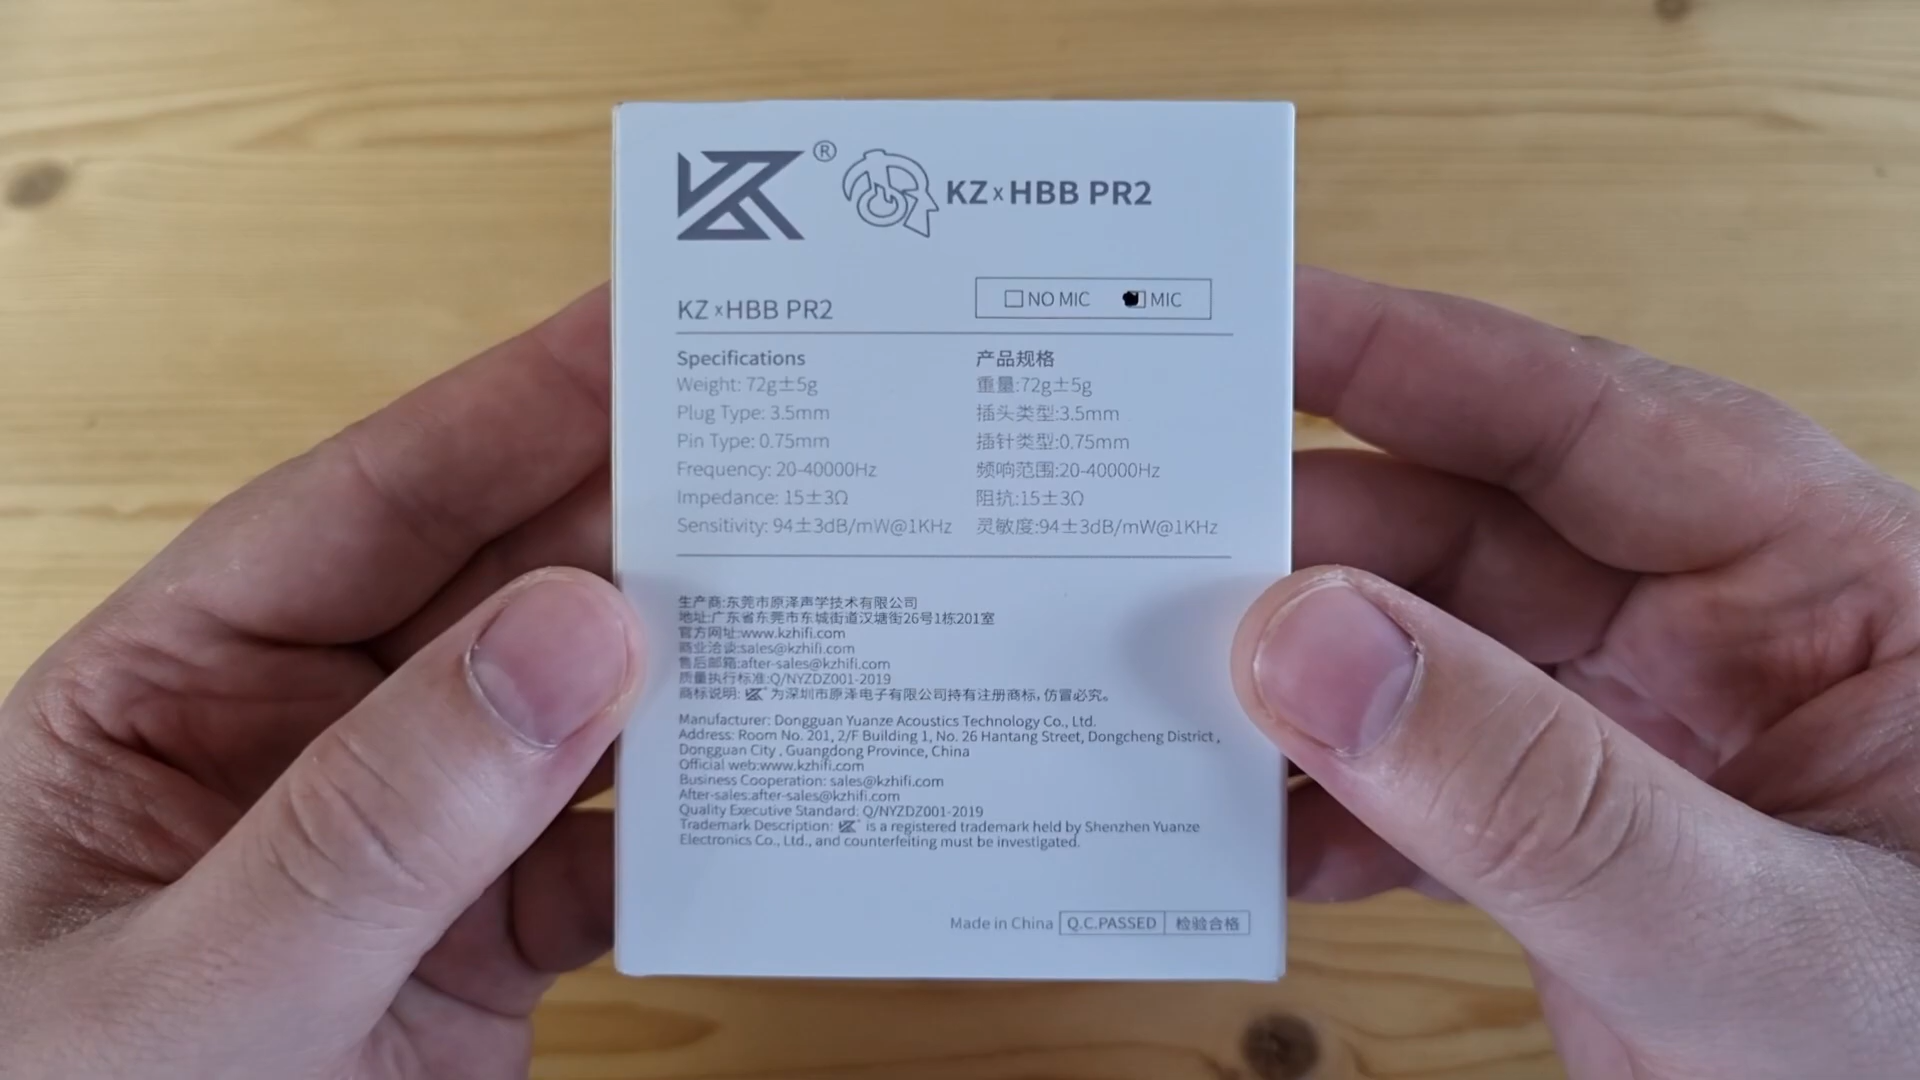 KZ ® KZ x HBB PR2
KZ x HBB PR2
NO MIC MIC
Specifications
Weight: 72g±5g
Plug Type: 3.5mm
Pin Type: 0.75mm
Frequency: 20-40000Hz
Impedance: 15±3Ω
Sensitivity: 94±3dB/mW@1KHz
产品规格
重量:72g±5g
插头类型:3.5mm
插针类型:0.75mm
频响范围:20-40000Hz
阻抗:15±3Ω
灵敏度:94±3dB/mW@1KHz
生产商:东莞市原泽声学技术有限公司
地址:广东省东莞市东城街道汉塘街26号1栋201室
官方网址:www.kzhifi.com
商业洽谈:sales@kzhifi.com
售后邮箱:after-sales@kzhifi.com
质量执行标准:Q/NYZDZ001-2019
商标说明: KZ 为深圳市原泽电子有限公司持有注册商标,仿冒必究。
Manufacturer: Dongguan Yuanze Acoustics Technology Co., Ltd.
Address: Room No. 201, 2/F Building 1, No. 26 Hantang Street, Dongcheng District ,
Dongguan City , Guangdong Province, China
Official web:www.kzhifi.com
Business Cooperation: sales@kzhifi.com
After-sales:after-sales@kzhifi.com
Quality Executive Standard: Q/NYZDZ001-2019
Trademark Description: KZ is a registered trademark held by Shenzhen Yuanze
Electronics Co., Ltd., and counterfeiting must be investigated.
Made in China Q.C.PASSED 检验合格